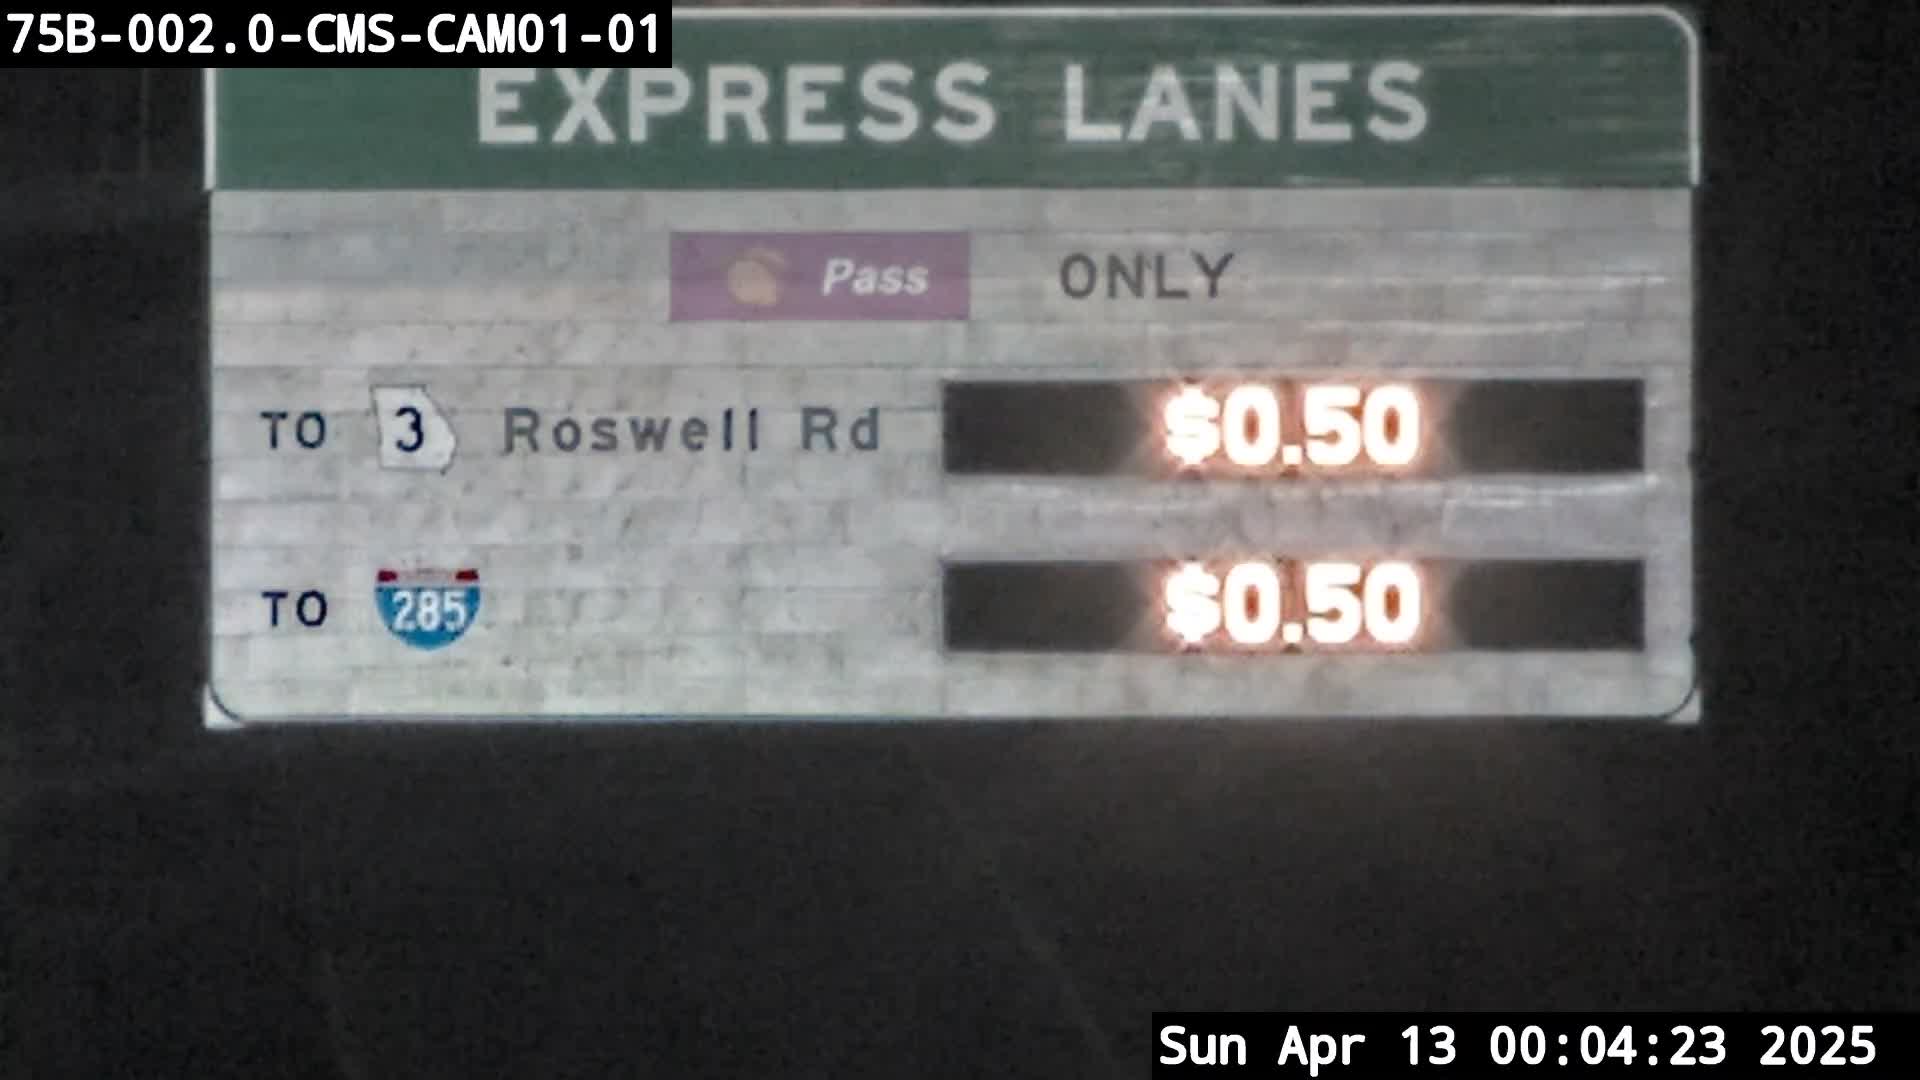 75B-002.0-CMS-CAM01-01
EXPRESS LANES
Pass ONLY
TO 3 Roswell Rd $0.50
TO 285 $0.50
Sun Apr 13 00:04:23 2025